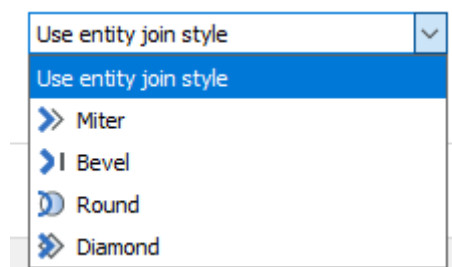 Use entity join style
Use entity join style
Miter
Bevel
Round
Diamond